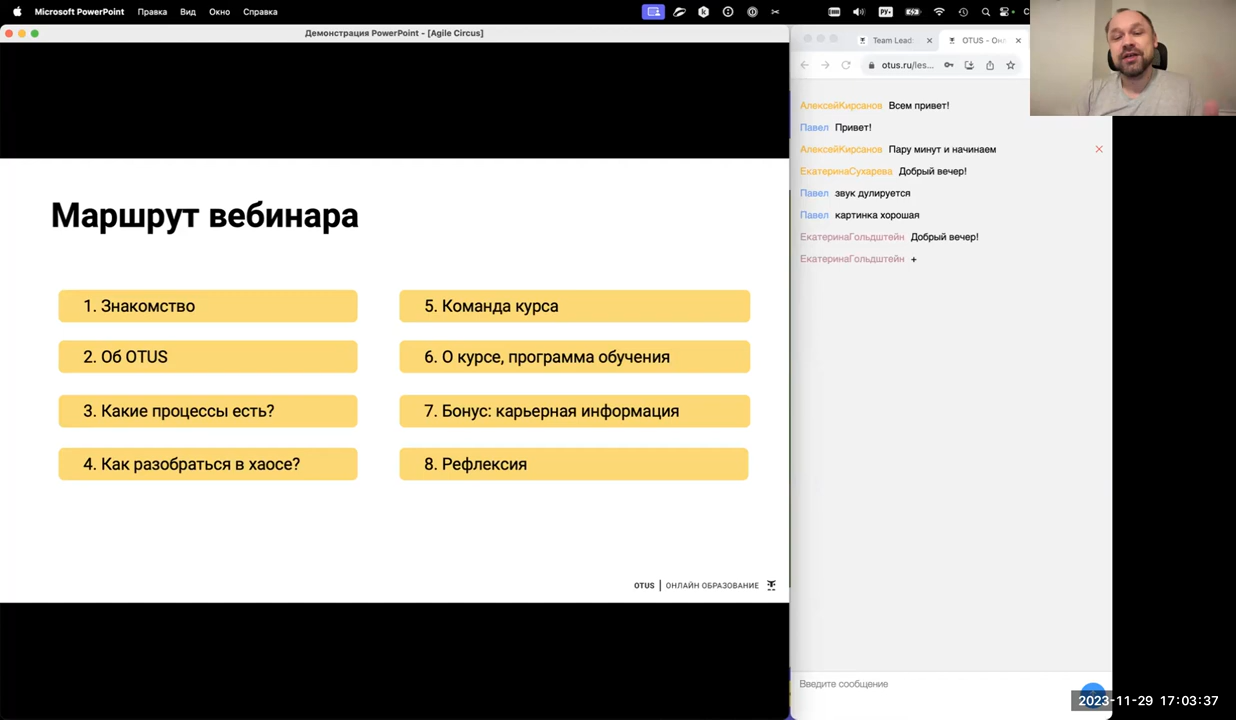 Microsoft PowerPoint Правка Вид Окно Справка
Демонстрация PowerPoint - [Agile Circus]
Маршрут вебинара
1. Знакомство
2. Об OTUS
3. Какие процессы есть?
4. Как разобраться в хаосе?
5. Команда курса
6. О курсе, программа обучения
7. Бонус: карьерная информация
8. Рефлексия
OTUS | ОНЛАЙН ОБРАЗОВАНИЕ
Team Lead:
OTUS - Онл
otus.ru/les...
АлексейКирсанов Всем привет!
Павел Привет!
АлексейКирсанов Пару минут и начинаем
ЕкатеринаСухарева Добрый вечер!
Павел звук дулируется
Павел картинка хорошая
ЕкатеринаГольдштейн Добрый вечер!
ЕкатеринаГольдштейн +
Введите сообщение
2023-11-29 17:03:37